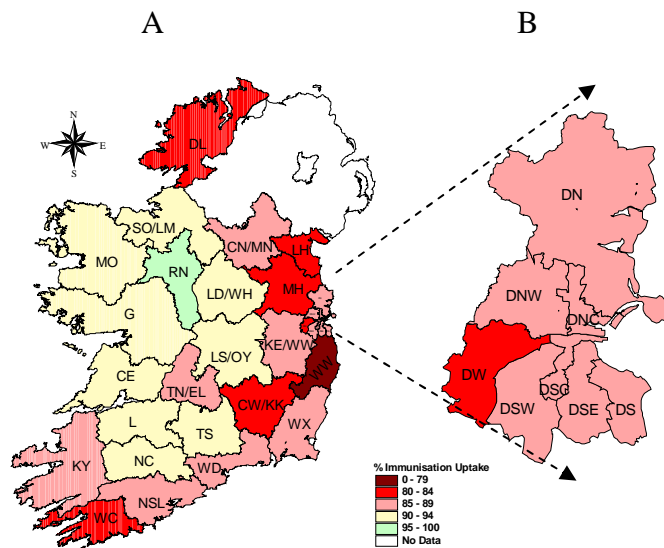 A
B
N
W E
S
DL
DN
SO/LM
CN/MN
LH
MO
RN
MH
LD/WH
DNW
DNC
G
KE/WW
LS/OY
WW
DW
CE
TN/EL
DSC
CW/KK
DSW
DSE
DS
L
TS
WX
KY
NC
WD
NSL
WC
% Immunisation Uptake
0 - 79
80 - 84
85 - 89
90 - 94
95 - 100
No Data